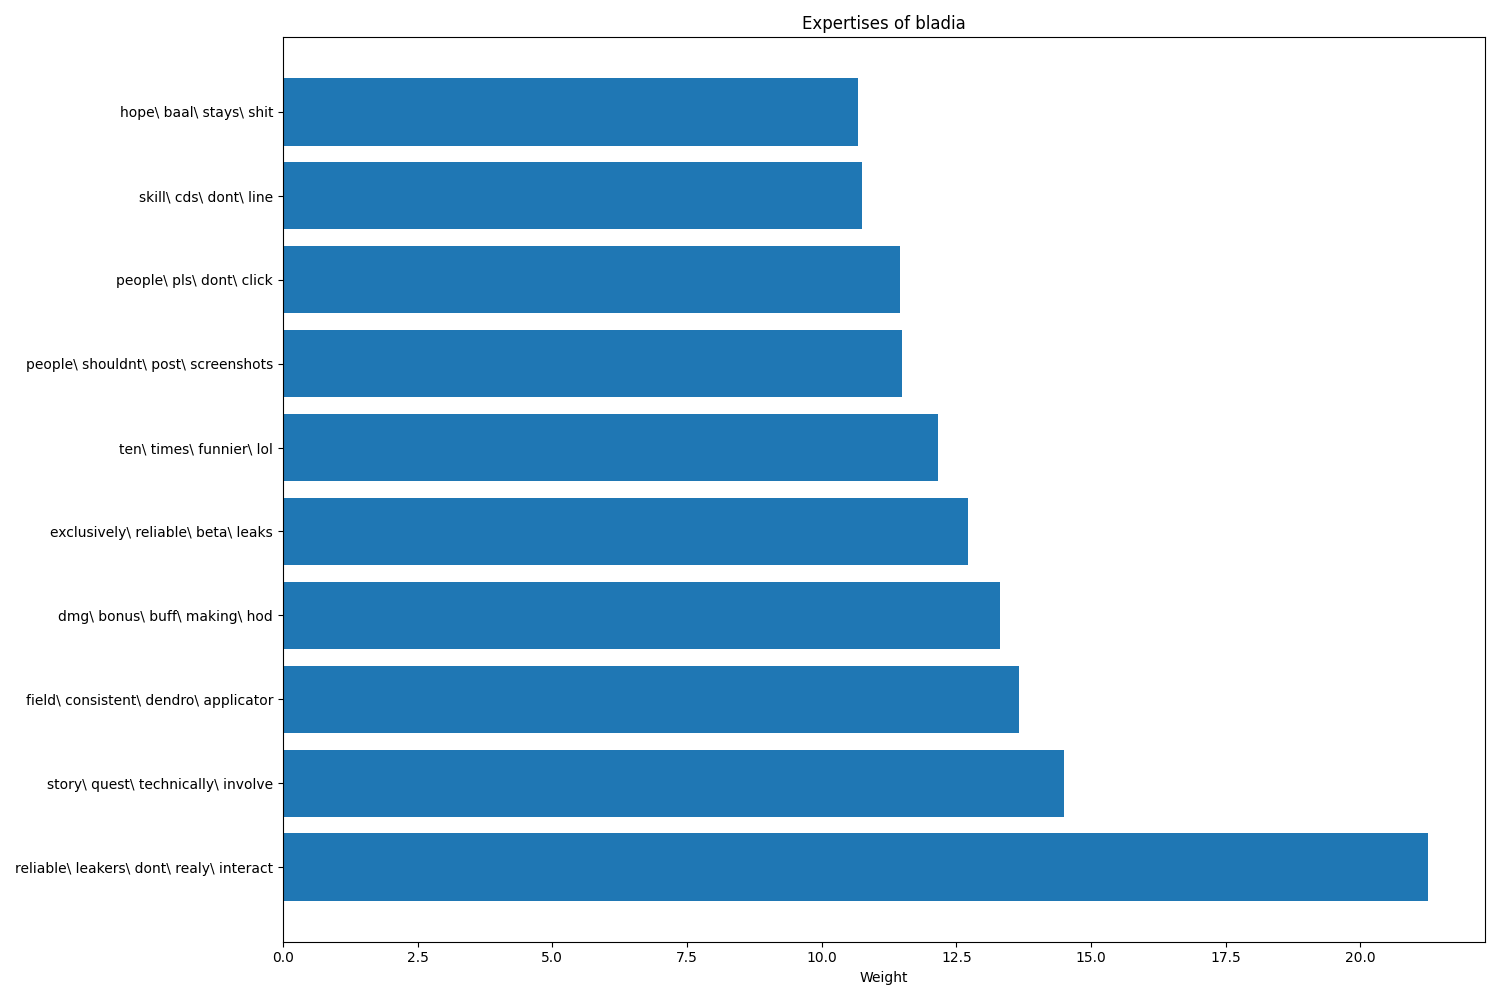 Expertises of bladia
hope\ baal\ stays\ shit
skill\ cds\ dont\ line
people\ pls\ dont\ click
people\ shouldnt\ post\ screenshots
ten\ times\ funnier\ lol
exclusively\ reliable\ beta\ leaks
dmg\ bonus\ buff\ making\ hod
field\ consistent\ dendro\ applicator
story\ quest\ technically\ involve
reliable\ leakers\ dont\ realy\ interact
0.0 2.5 5.0 7.5 10.0 12.5 15.0 17.5 20.0
Weight